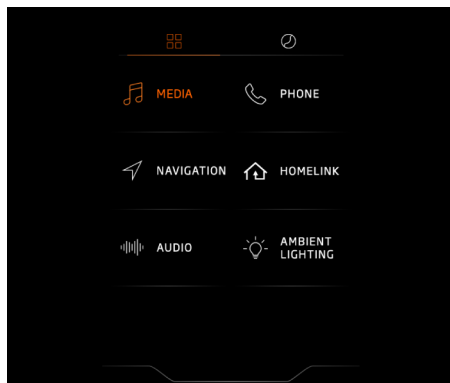 MEDIA
PHONE
NAVIGATION
HOMELINK
AUDIO
AMBIENT
LIGHTING